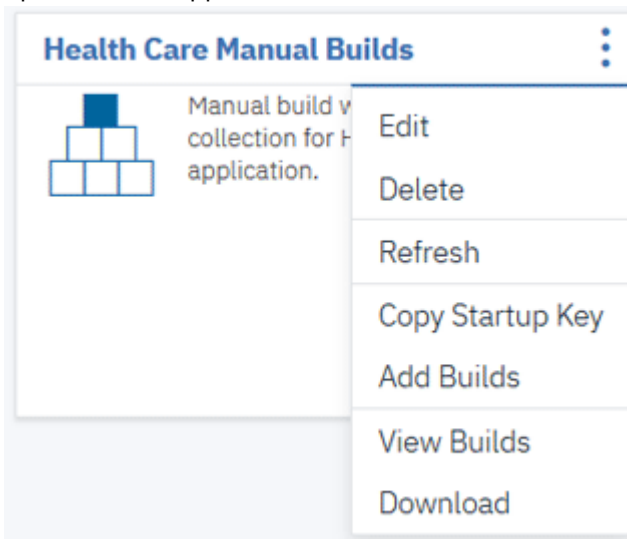 Health Care Manual Builds
Manual build
collection for
application.
Edit
Delete
Refresh
Copy Startup Key
Add Builds
View Builds
Download